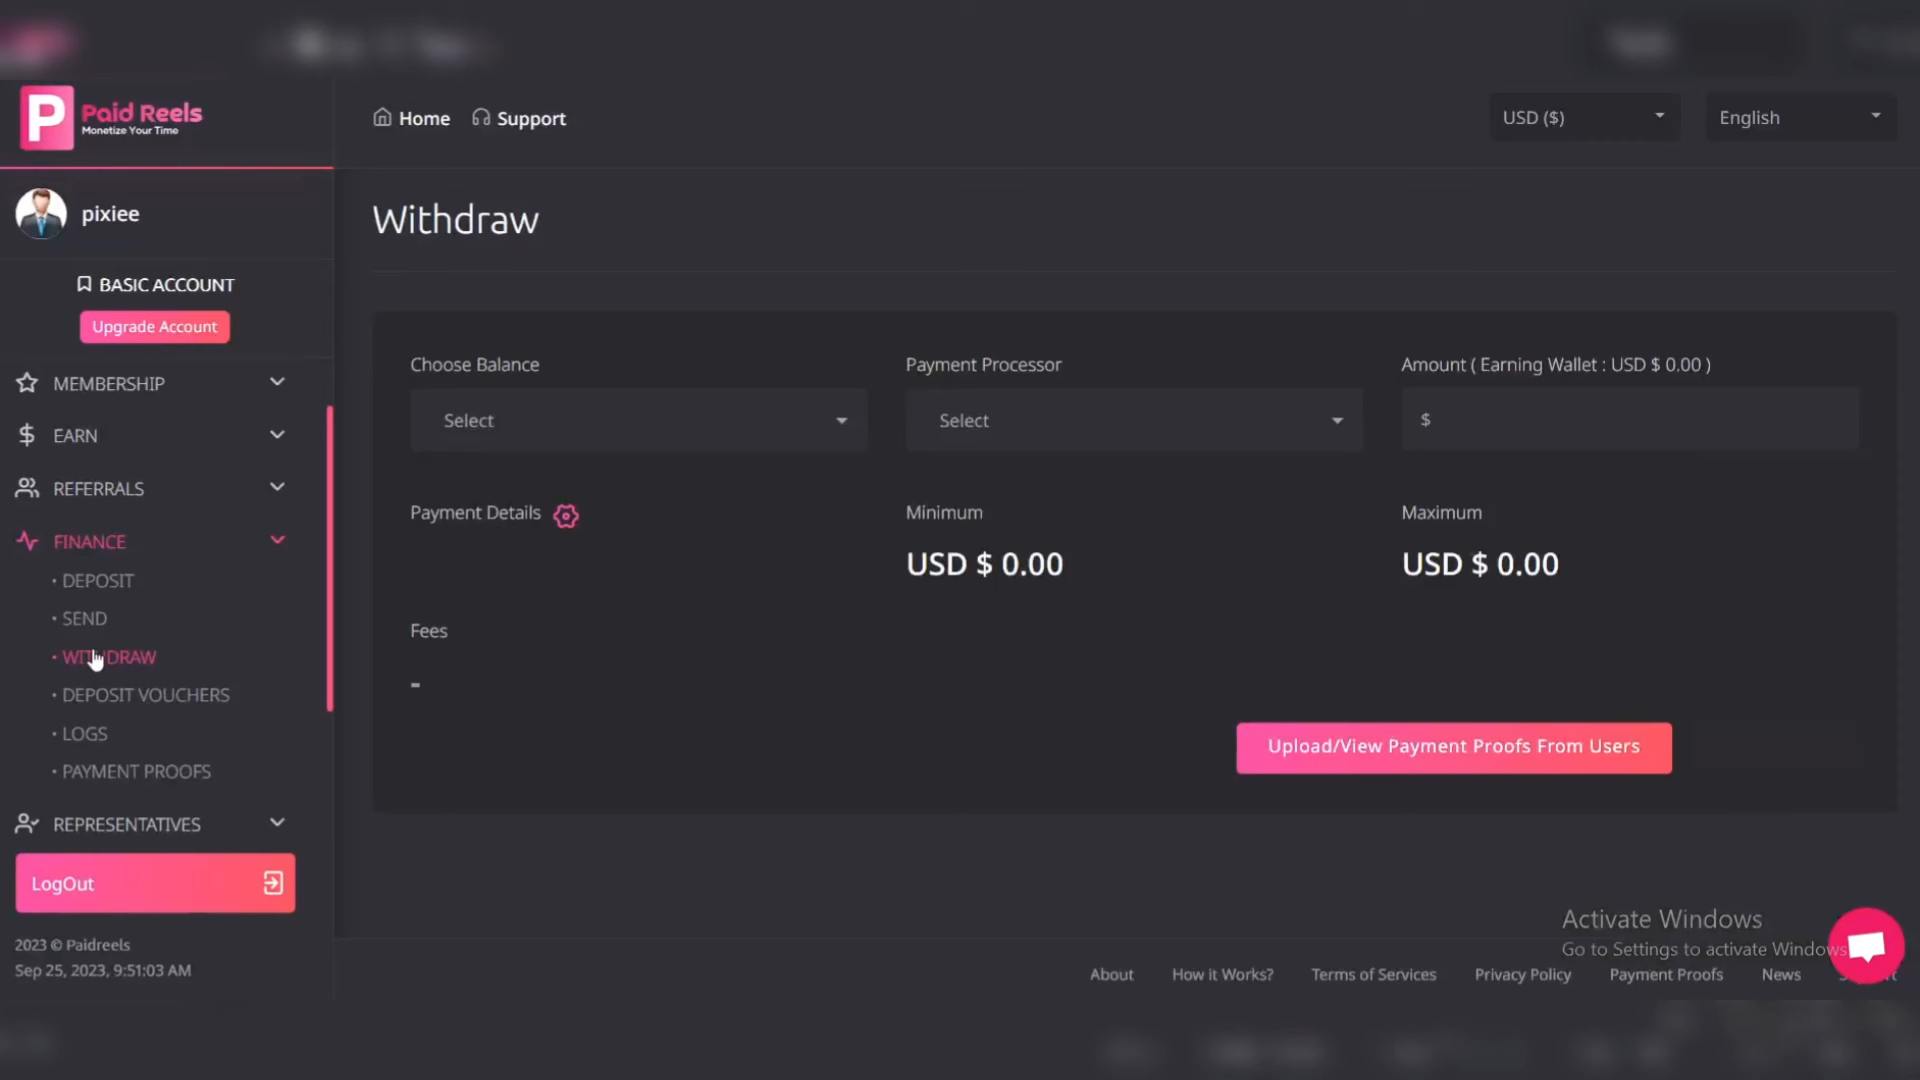 P Paid Reels
Monetize Your Time
Home Support
USD ($)
English
pixiee
BASIC ACCOUNT
Upgrade Account
MEMBERSHIP
EARN
REFERRALS
FINANCE
• DEPOSIT
• SEND
• WITHDRAW
• DEPOSIT VOUCHERS
• LOGS
• PAYMENT PROOFS
REPRESENTATIVES
LogOut
2023 © Paidreels
Sep 25, 2023, 9:51:03 AM
Withdraw
Choose Balance
Select
Payment Processor
Select
Amount ( Earning Wallet : USD $ 0.00 )
$
Payment Details
Minimum
USD $ 0.00
Maximum
USD $ 0.00
Fees
-
Upload/View Payment Proofs From Users
Activate Windows
Go to Settings to activate Windows
About How it Works? Terms of Services Privacy Policy Payment Proofs News